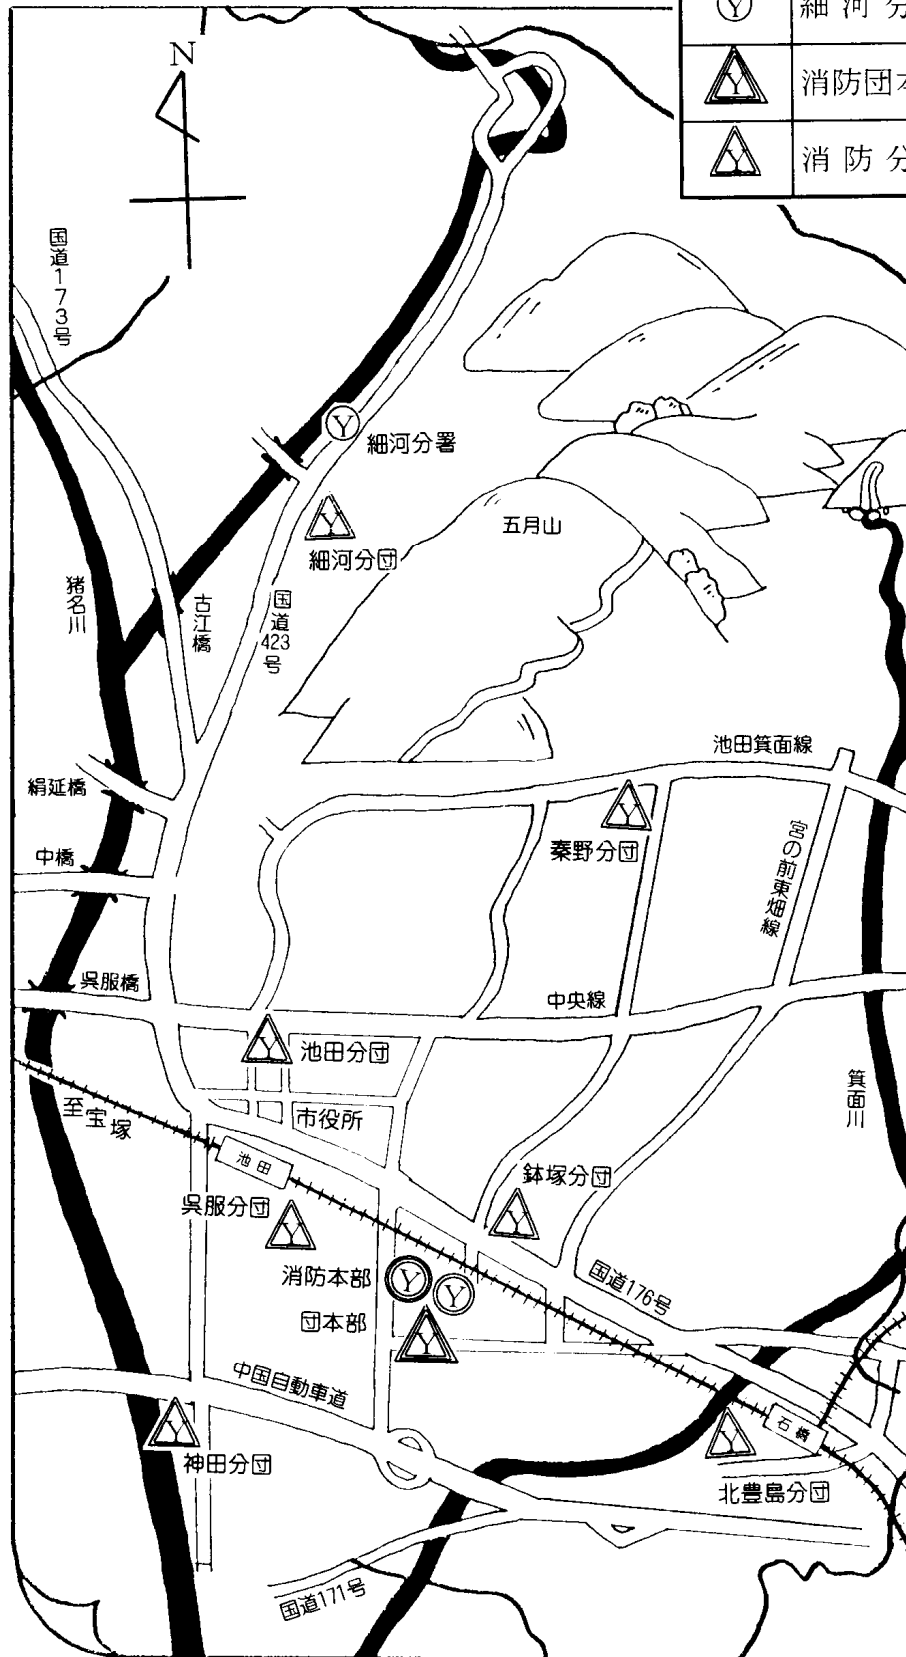 Y 細河分
Y 消防団本
Y 消防分
N
国道173号
Y 細河分署
Y
細河分団
五月山
猪名川
古江橋
国道423号
池田箕面線
絹延橋
Y
中橋
秦野分団
宮の前東畑線
呉服橋
中央線
Y 池田分団
箕面川
至宝塚
市役所
池田
鉢塚分団
呉服分団
Y
Y
消防本部 Y Y
国道176号
団本部 Y
中国自動車道
Y
Y
石橋
神田分団
北豊島分団
国道171号